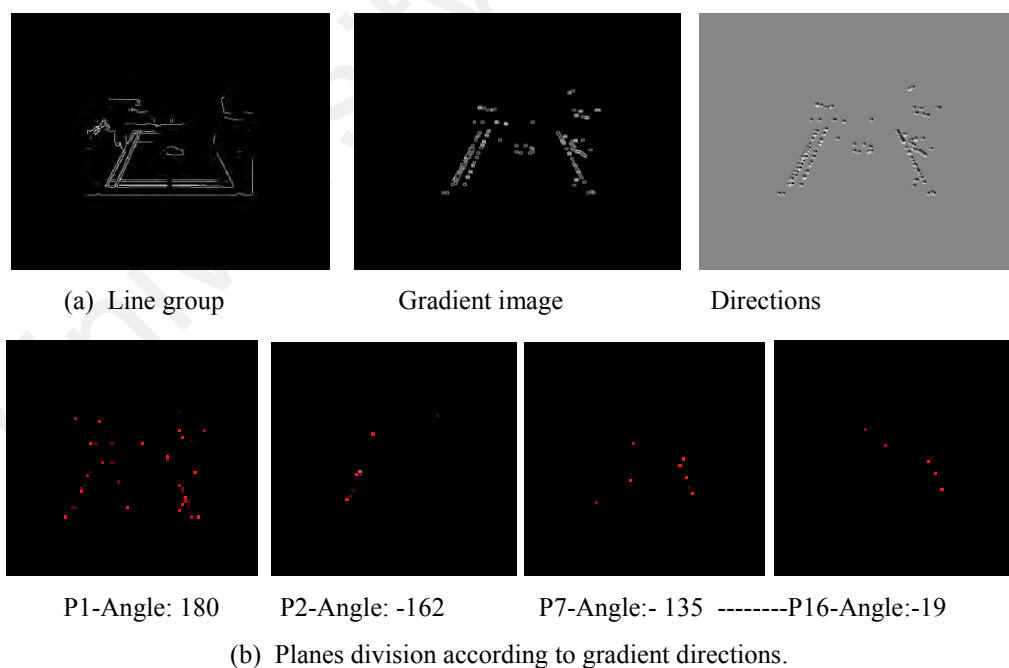 (a) Line group Gradient image Directions
P1-Angle: 180 P2-Angle: -162 P7-Angle:- 135 --------P16-Angle:-19
(b) Planes division according to gradient directions.